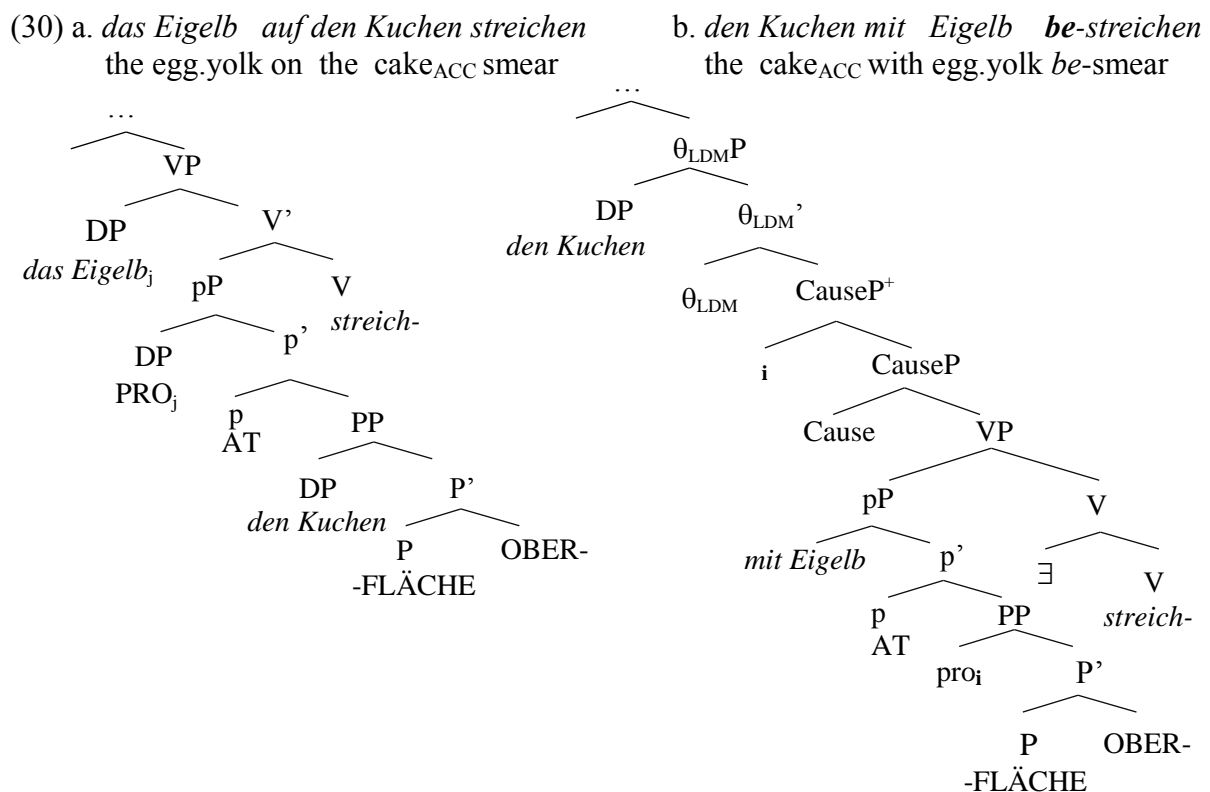 (30) a. das Eigelb auf den Kuchen streichen b. den Kuchen mit Eigelb be-streichen
the egg.yolk on the cakeACC smear the cakeACC with egg.yolk be-smear
… …
VP θLDMP
DP V’ DP θLDM’
das Eigelbj den Kuchen
pP V θLDM CauseP+
streich-
DP p’ i CauseP
PROj
p PP Cause VP
AT
DP P’ pP V
den Kuchen
P OBER- mit Eigelb p’ ∃ V
-FLÄCHE streich-
p PP
AT
proi P’
P OBER-
-FLÄCHE